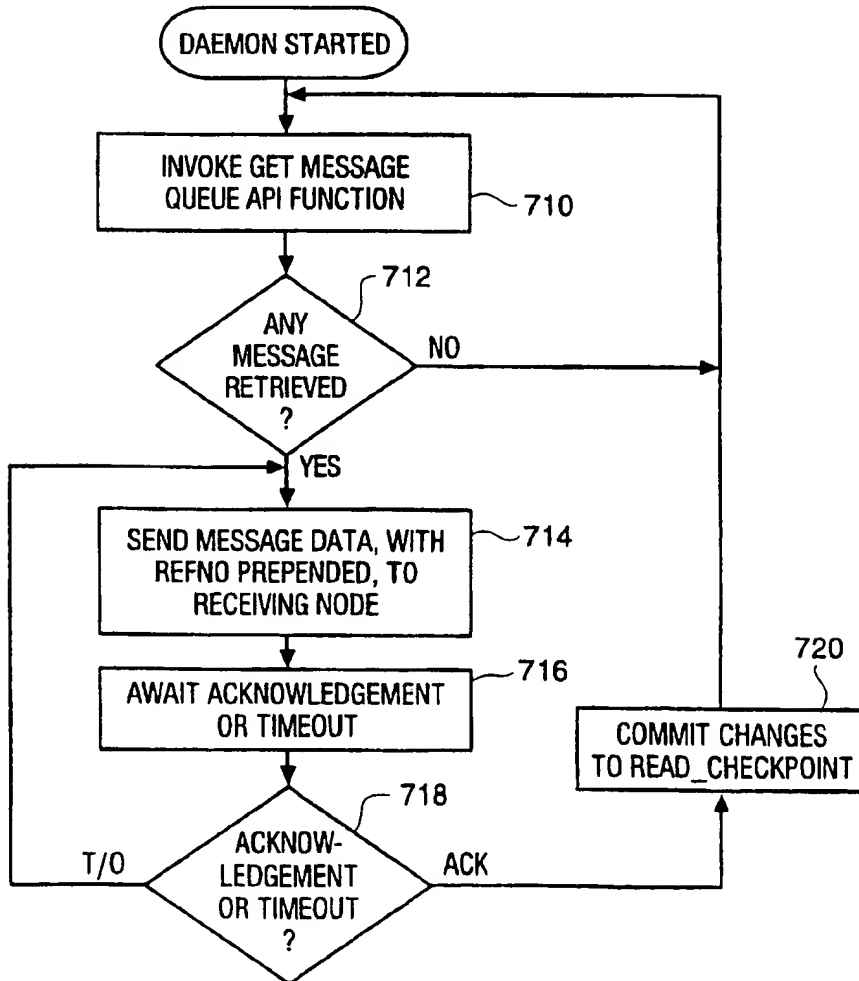 DAEMON STARTED
INVOKE GET MESSAGE
QUEUE API FUNCTION
710
712
ANY
MESSAGE
RETRIEVED
?
NO
YES
SEND MESSAGE DATA, WITH
REFNO PREPENDED, TO
RECEIVING NODE
714
AWAIT ACKNOWLEDGEMENT
OR TIMEOUT
716
718
ACKNOW-
LEDGEMENT
OR TIMEOUT
?
T/O
ACK
720
COMMIT CHANGES
TO READ_CHECKPOINT